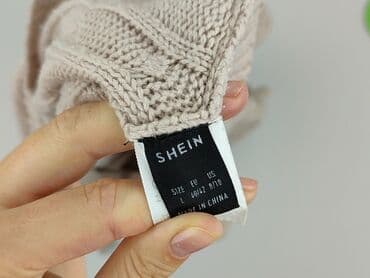 SHEIN
SIZE EU US
L 40/42 8/10
MADE IN CHINA